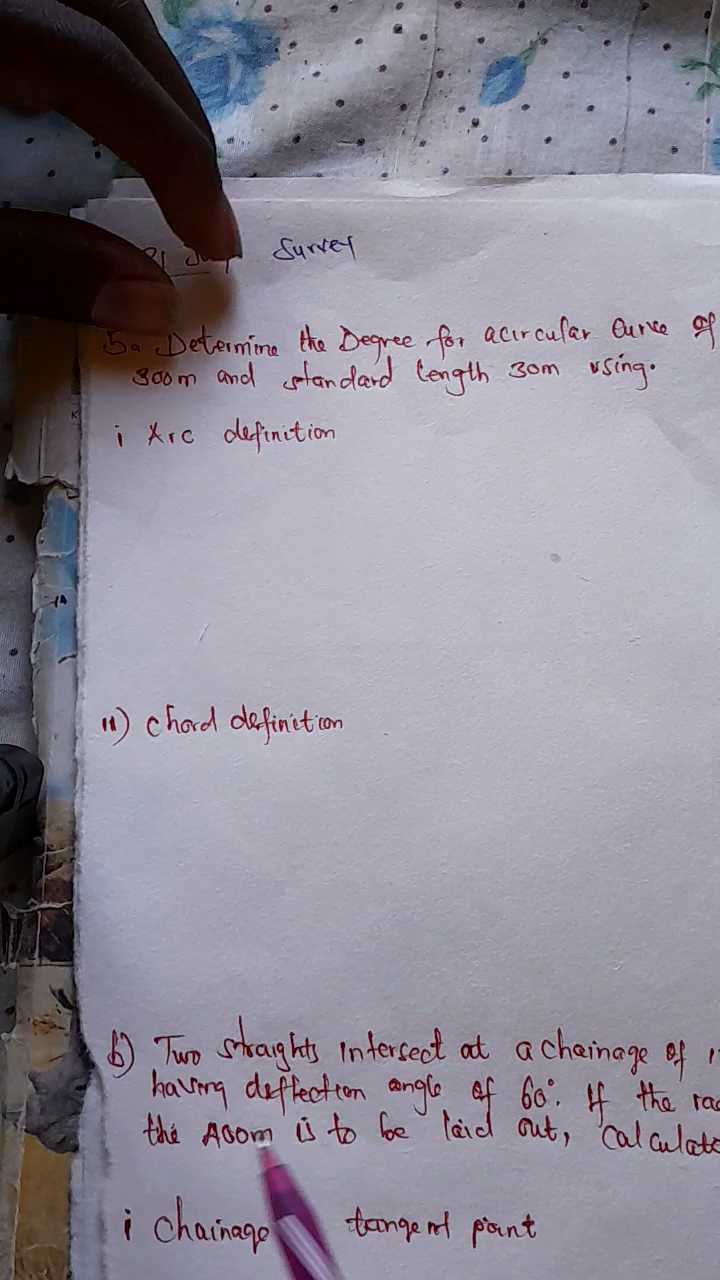 Survey
5a Determine the Degree for a circular curve of
300m and standard length 30m using.
i Arc definition
ii) chord definition
b) Two straights intersect at a chainage of
having deflection angle of 60°. If the
the is to be laid out, Calculate
i chainage tangent point